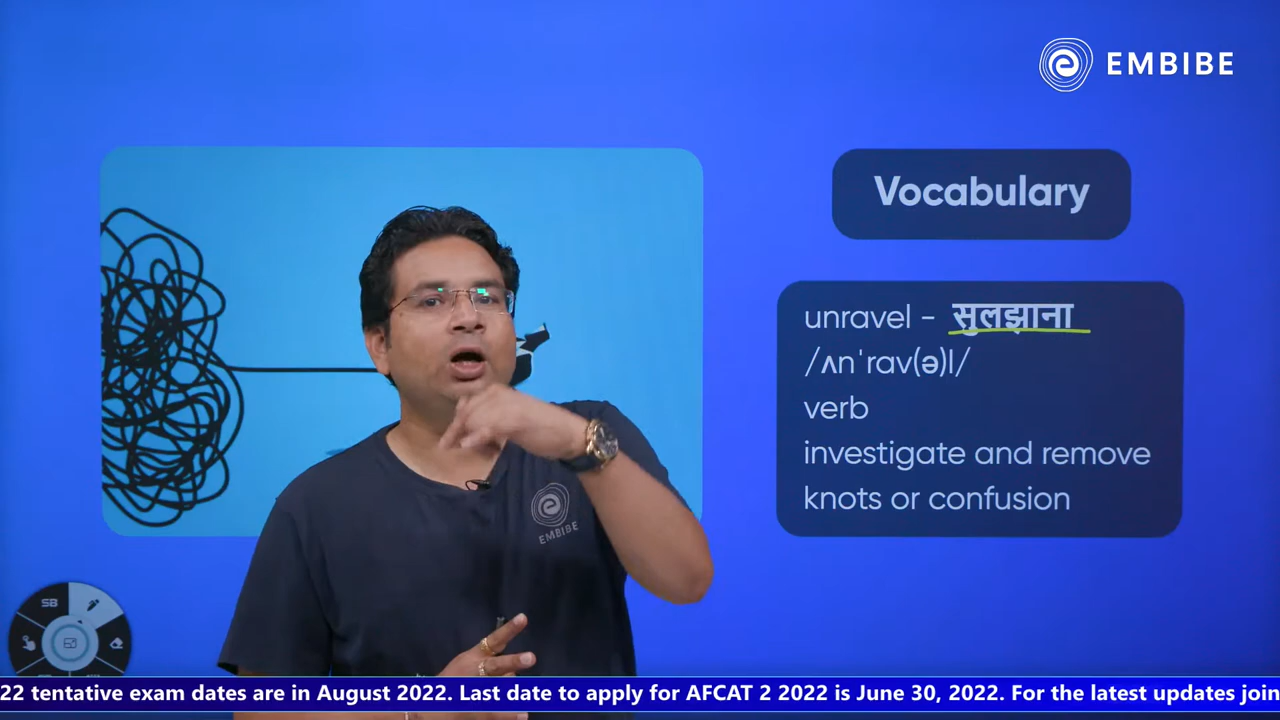 EMBIBE
Vocabulary
unravel - सुलझाना
/ʌnˈrav(ə)l/
verb
investigate and remove
knots or confusion
EMBIBE
SB
22 tentative exam dates are in August 2022. Last date to apply for AFCAT 2 2022 is June 30, 2022. For the latest updates join